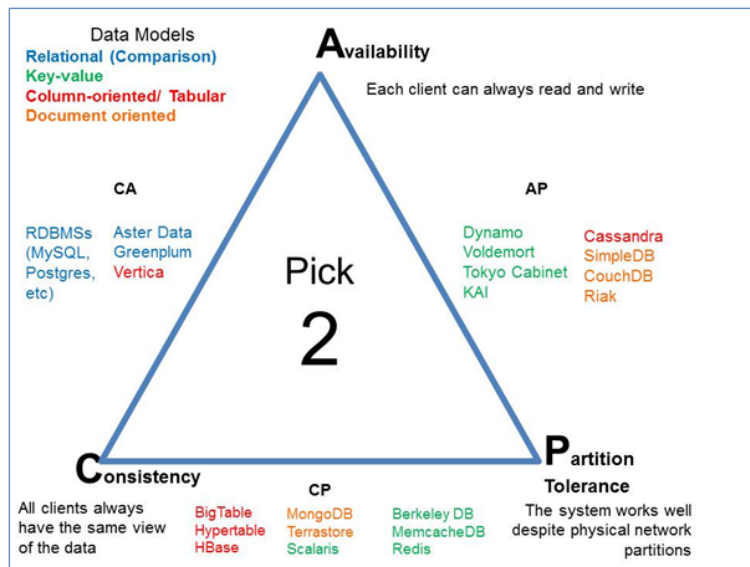 Data Models
Relational (Comparison)
Key-value
Column-oriented/ Tabular
Document oriented
Availability
Each client can always read and write
CA
RDBMSs
(MySQL,
Postgres,
etc)
Aster Data
Greenplum
Vertica
AP
Dynamo
Voldemort
Tokyo Cabinet
KAI
Cassandra
SimpleDB
CouchDB
Riak
Pick
2
Consistency
All clients always
have the same view
of the data
CP
BigTable
Hypertable
HBase
MongoDB
Terrastore
Scalaris
Berkeley DB
MemcacheDB
Redis
Partition
Tolerance
The system works well
despite physical network
partitions